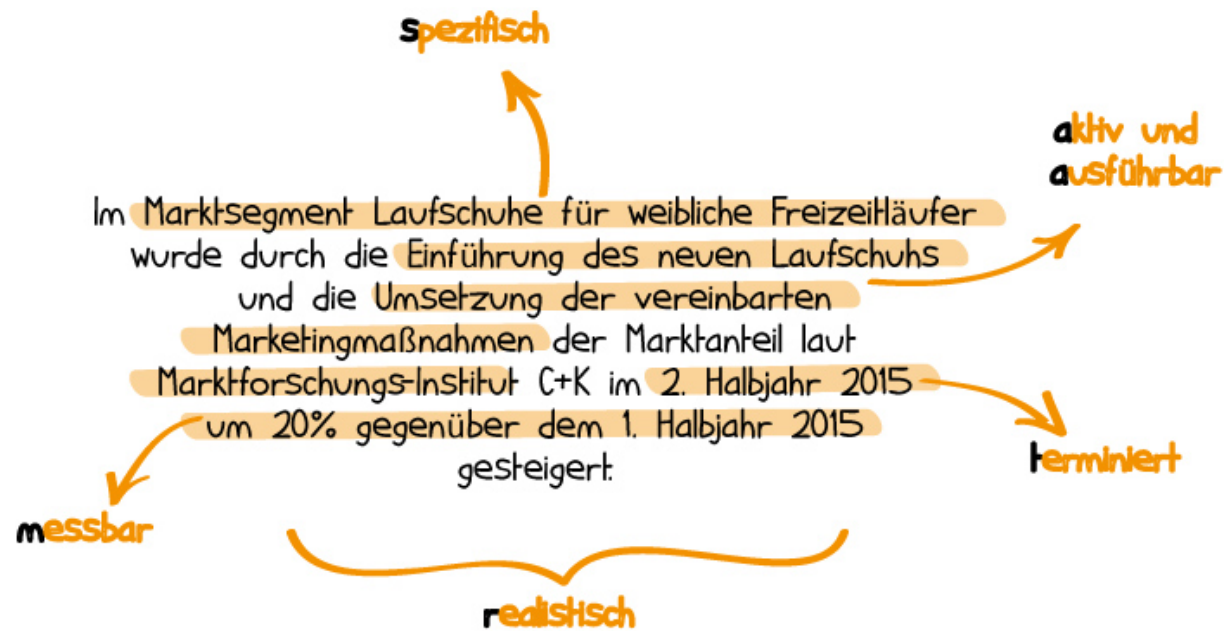 spezifisch
aktiv und
ausführbar
Im Marktsegment Laufschuhe für weibliche Freizeitläufer
wurde durch die Einführung des neuen Laufschuhs
und die Umsetzung der vereinbarten
Marketingmaßnahmen der Marktanteil laut
Marktforschungs-Institut C+K im 2. Halbjahr 2015
um 20% gegenüber dem 1. Halbjahr 2015
gesteigert.
terminiert
messbar
realistisch